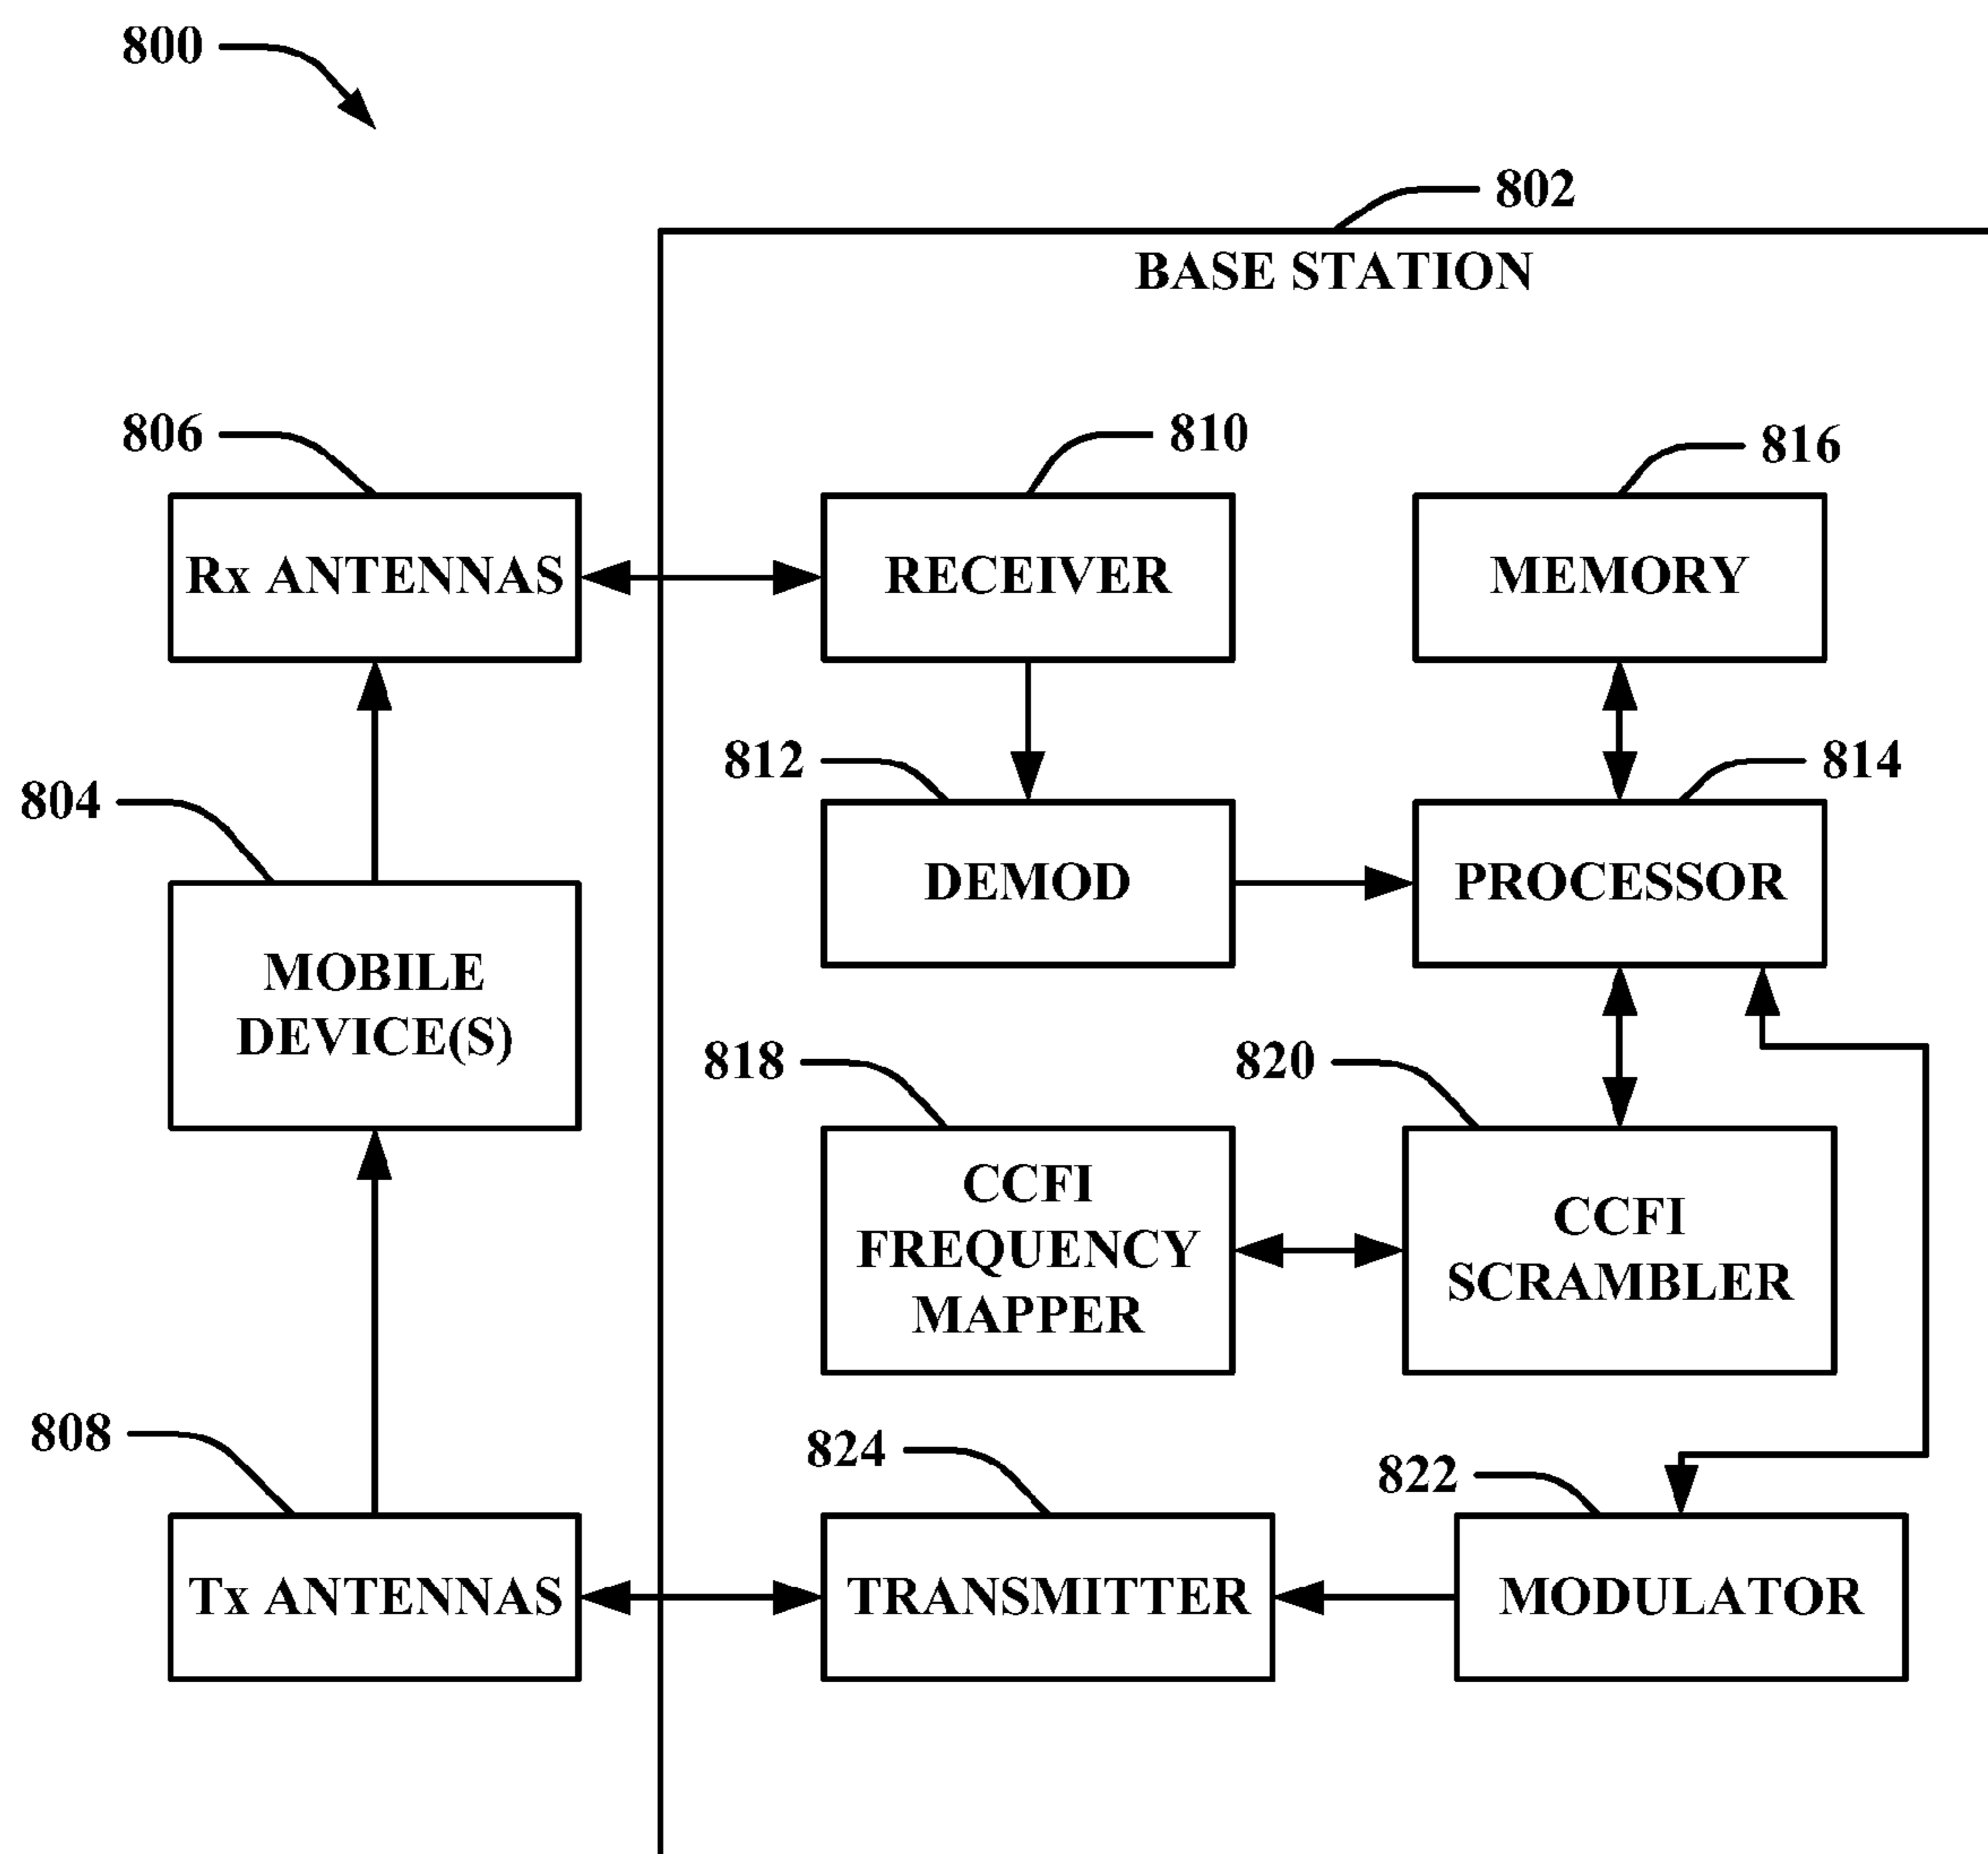 800
802
BASE STATION
806
810
816
Rx ANTENNAS
RECEIVER
MEMORY
812
814
804
DEMOD
PROCESSOR
MOBILE
DEVICE(S)
818
820
CCFI
FREQUENCY
MAPPER
CCFI
SCRAMBLER
808
824
822
Tx ANTENNAS
TRANSMITTER
MODULATOR